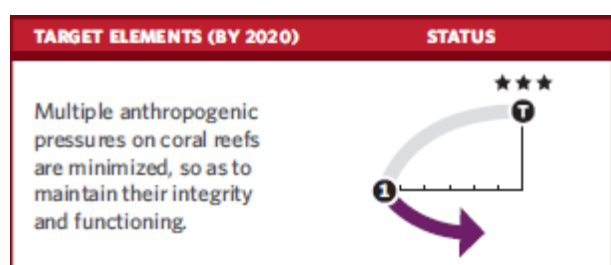 TARGET ELEMENTS (BY 2020) STATUS
Multiple anthropogenic
pressures on coral reefs
are minimized, so as to
maintain their integrity
and functioning.
★★★
T
1